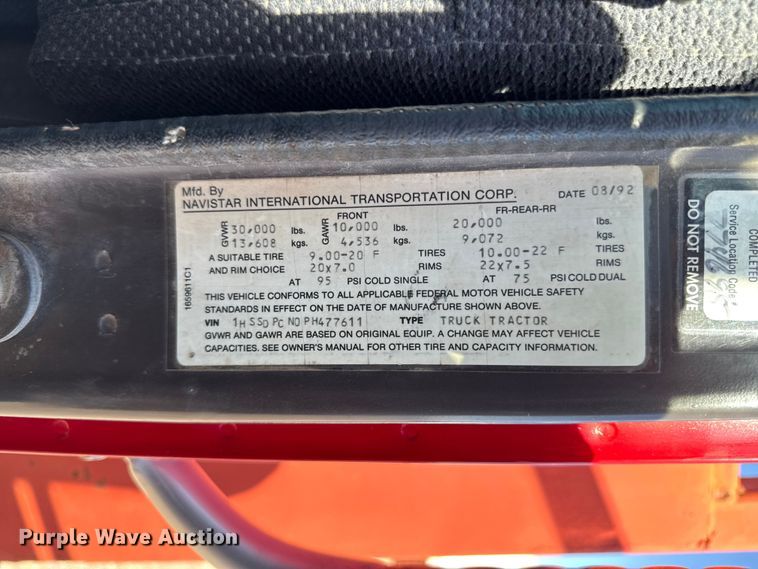 Mfd. By
NAVISTAR INTERNATIONAL TRANSPORTATION CORP. DATE 08/92
FRONT FR-REAR-RR
GVWR 30,000 lbs. GAWR 10,000 lbs. 20,000 lbs.
13,608 kgs. 4,536 kgs. 9,072 kgs.
A SUITABLE TIRE 9.00-20 F TIRES 10.00-22 F
AND RIM CHOICE 20x7.0 RIMS 22x7.5
AT 95 PSI COLD SINGLE AT 75 PSI COLD DUAL
THIS VEHICLE CONFORMS TO ALL APPLICABLE FEDERAL MOTOR VEHICLE SAFETY
STANDARDS IN EFFECT ON THE DATE OF MANUFACTURE SHOWN ABOVE.
VIN 1HSSDPCN0PH477611 TYPE TRUCK TRACTOR
GVWR AND GAWR ARE BASED ON ORIGINAL EQUIP. A CHANGE MAY AFFECT VEHICLE
CAPACITIES. SEE OWNER'S MANUAL FOR OTHER TIRE AND CAPACITY INFORMATION.
1659611C1
DO NOT REMOVE
Service Location Code
COMPLETED
Purple Wave Auction
Purple Wave Auction